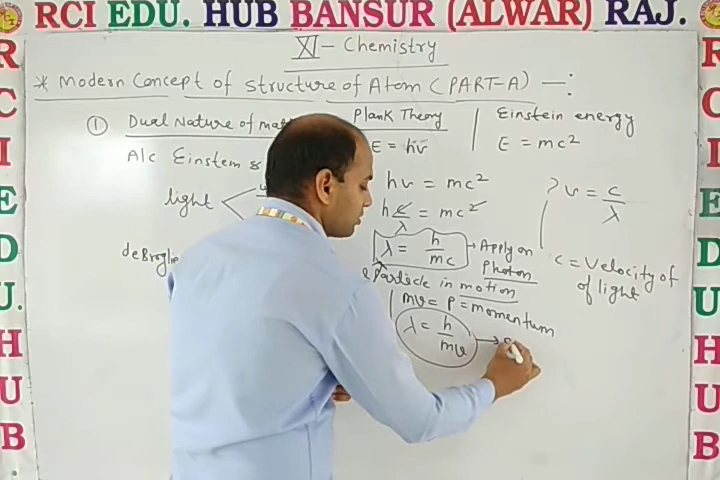 RCI EDU. HUB BANSUR (ALWAR) RAJ.
XI - Chemistry
* Modern Concept of Structure of Atom (PART-A) —:
① Dual Nature of mat
Plank Theory
E = hν
Einstein energy
E = mc²
A/c Einstein &
light
hν = mc²
hc/λ = mc²
λ = h/mc
→ Apply on
Photon
ν = c/λ
c = Velocity of
of light
deBroglie
Particle in motion
mv = P = momentum
λ = h/mv →
R
C
I
E
D
U.
H
U
B
R
C
I
E
D
U.
H
U
B